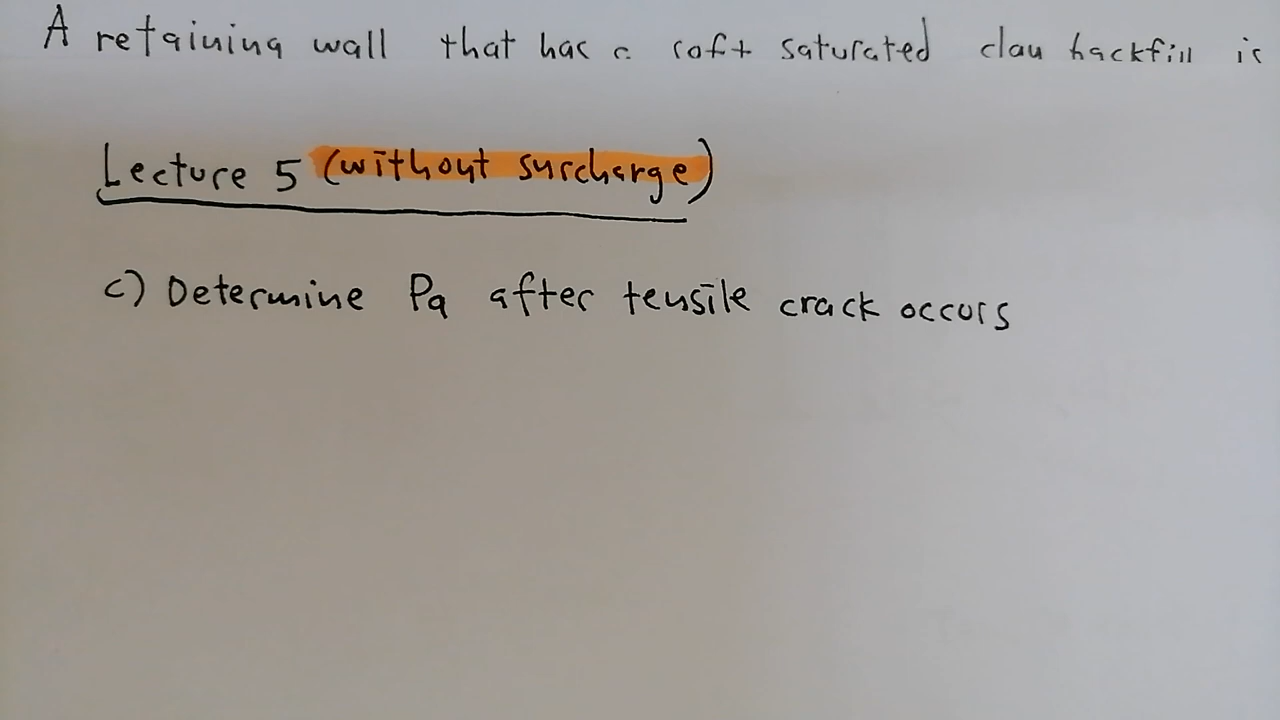 A retaining wall that has a soft saturated clay backfill is
Lecture 5 (without surcharge)
c) Determine Pa after tensile crack occurs